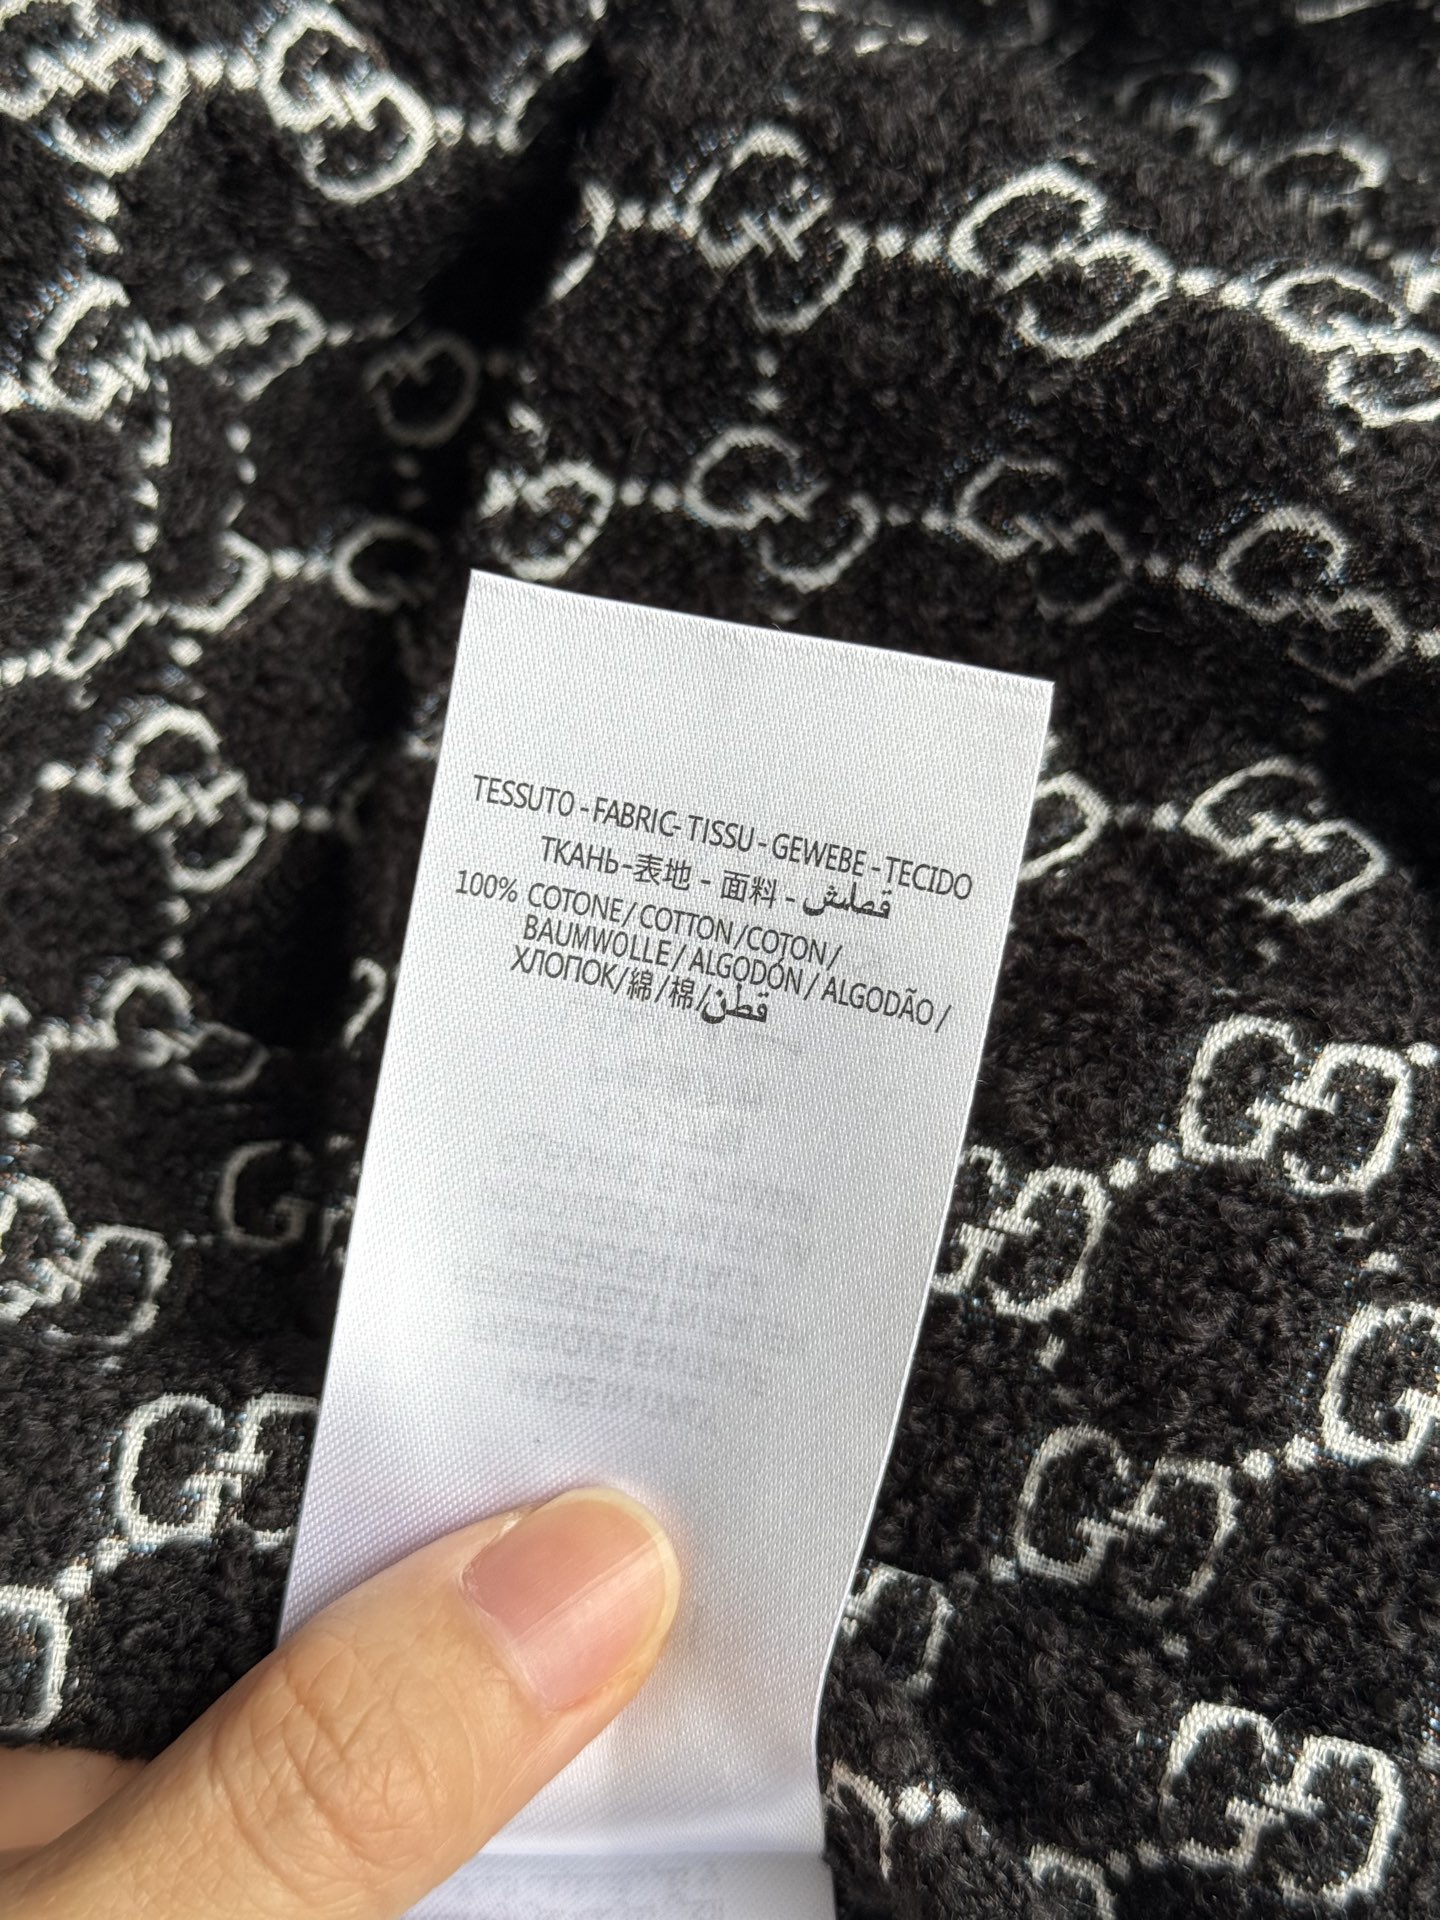 TESSUTO - FABRIC- TISSU - GEWEBE - TECIDO
ТКАНЬ-表地 - 面料 - قماش
100% COTONE / COTTON /COTON /
BAUMWOLLE / ALGODÓN / ALGODÃO /
ХЛОПОК/綿/棉/قطن